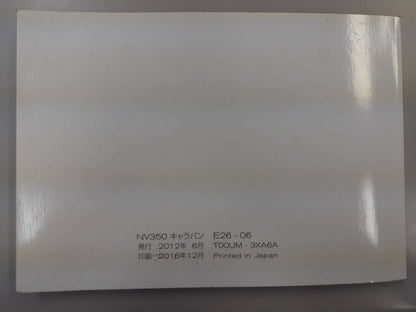 NV350 キャラバン E26 - 06
発行 2012年 6月 T00UM - 3XA6A
印刷 2016年12月 Printed in Japan